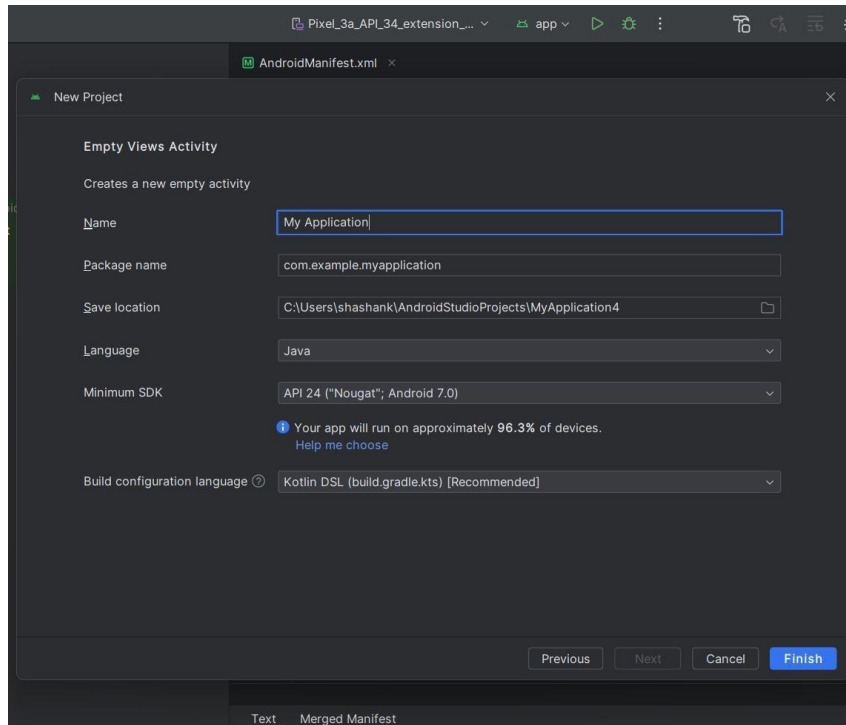 Pixel_3a_API_34_extension_... app
AndroidManifest.xml
New Project
Empty Views Activity
Creates a new empty activity
Name My Application
Package name com.example.myapplication
Save location C:\Users\shashank\AndroidStudioProjects\MyApplication4
Language Java
Minimum SDK API 24 ("Nougat"; Android 7.0)
Your app will run on approximately 96.3% of devices.
Help me choose
Build configuration language Kotlin DSL (build.gradle.kts) [Recommended]
Previous Next Cancel Finish
Text Merged Manifest